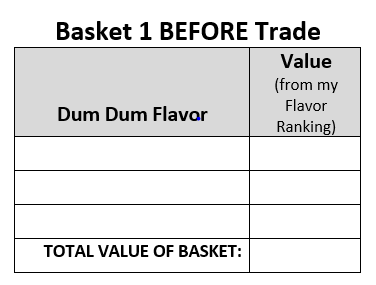 Basket 1 BEFORE Trade
Dum Dum Flavor
Value
(from my
Flavor
Ranking)
TOTAL VALUE OF BASKET: